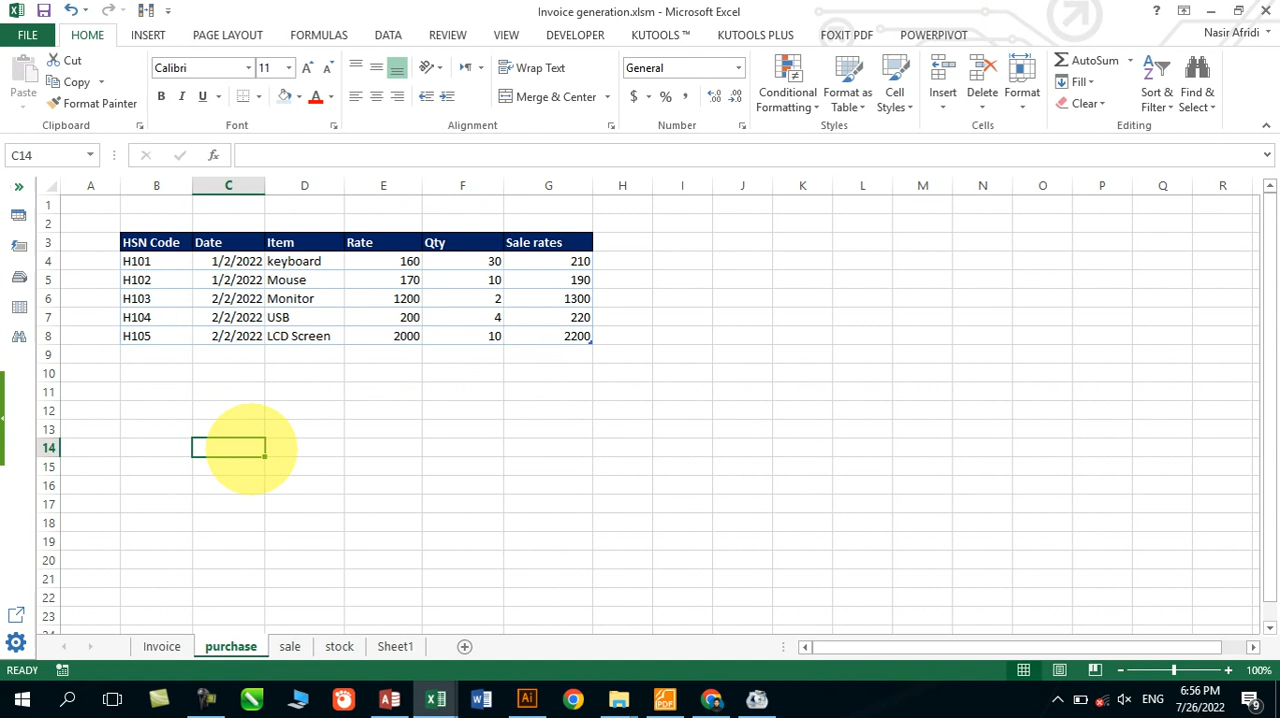 Invoice generation.xlsm - Microsoft Excel
FILE HOME INSERT PAGE LAYOUT FORMULAS DATA REVIEW VIEW DEVELOPER KUTOOLS ™ KUTOOLS PLUS FOXIT PDF POWERPIVOT Nasir Afridi
Paste Cut Copy Format Painter
Calibri 11 B I U A
Wrap Text Merge & Center
General $ %
Conditional Formatting Format as Table Cell Styles
Insert Delete Format
AutoSum Fill Clear Sort & Filter Find & Select
Clipboard Font Alignment Number Styles Cells Editing
C14 fx
A B C D E F G H I J K L M N O P Q R
1
2
3 HSN Code Date Item Rate Qty Sale rates
4 H101 1/2/2022 keyboard 160 30 210
5 H102 1/2/2022 Mouse 170 10 190
6 H103 2/2/2022 Monitor 1200 2 1300
7 H104 2/2/2022 USB 200 4 220
8 H105 2/2/2022 LCD Screen 2000 10 2200
9
10
11
12
13
14
15
16
17
18
19
20
21
22
23
Invoice purchase sale stock Sheet1
READY 100%
ENG 6:56 PM
7/26/2022 9